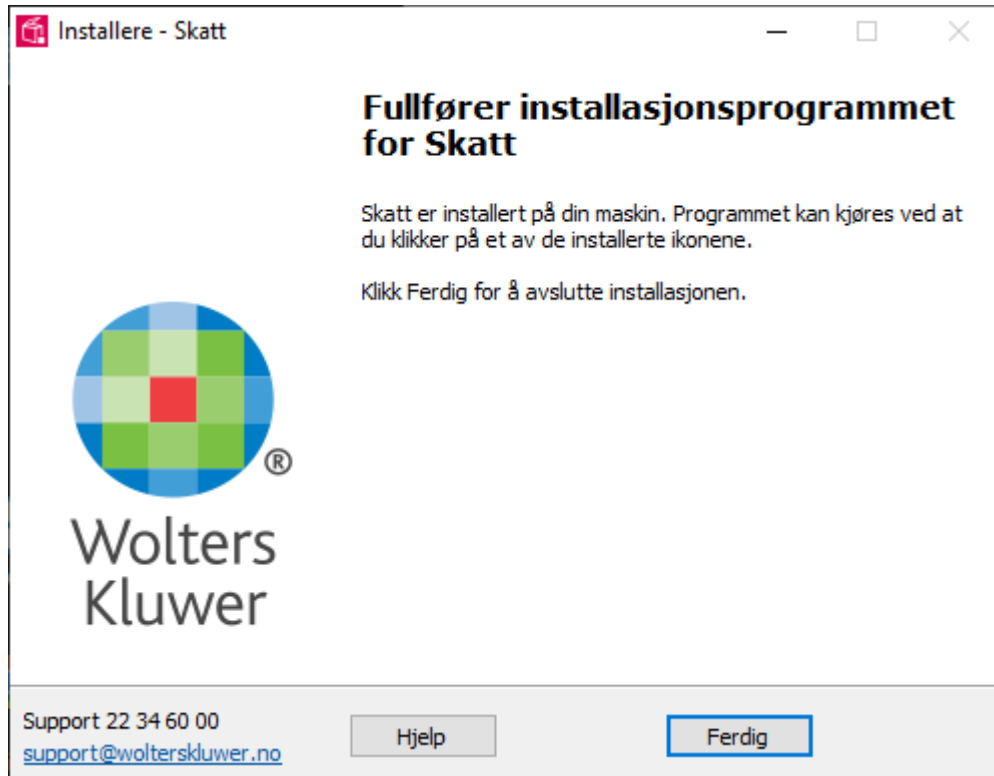 Installere - Skatt
Fullfører installasjonsprogrammet
for Skatt
Skatt er installert på din maskin. Programmet kan kjøres ved at
du klikker på et av de installerte ikonene.
Klikk Ferdig for å avslutte installasjonen.
®
Wolters
Kluwer
Support 22 34 60 00
support@wolterskluwer.no
Hjelp
Ferdig